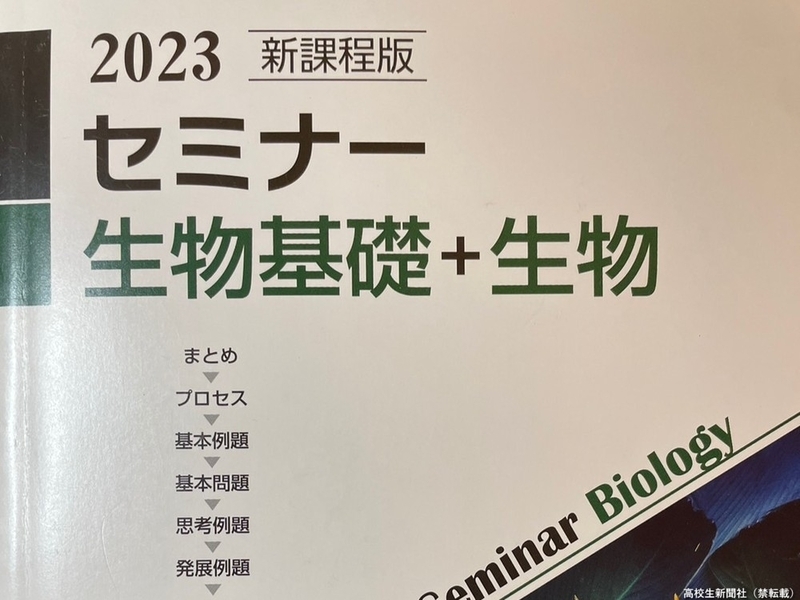 2023 新課程版
セミナー
生物基礎+生物
まとめ
プロセス
基本例題
基本問題
思考例題
発展例題
Seminar Biology
高校生新聞社（禁転載）